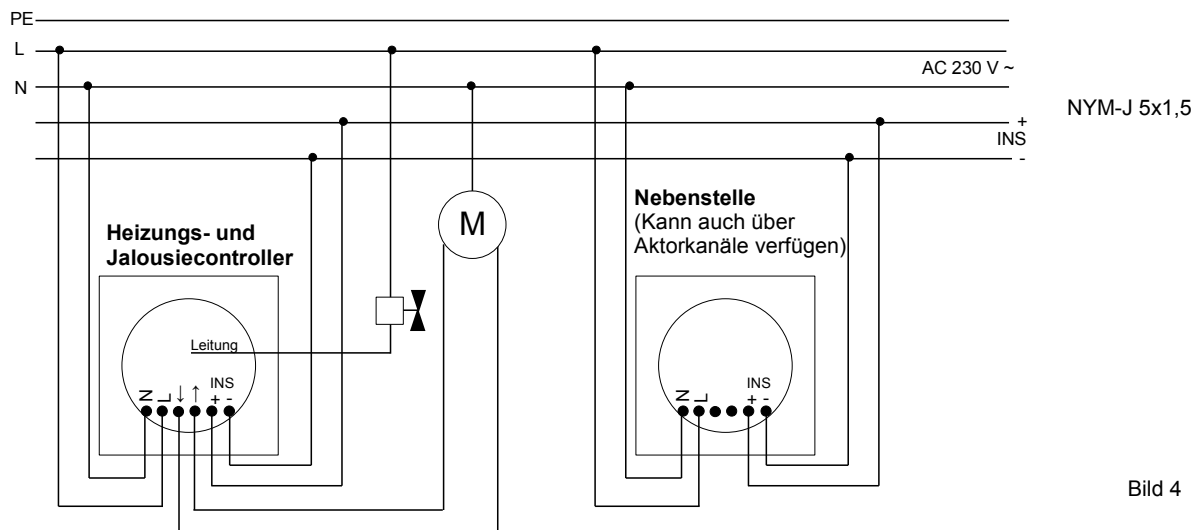 PE
L
AC 230 V ~
N
NYM-J 5x1,5
+
INS
-
Heizungs- und
Jalousiecontroller
M
Nebenstelle
(Kann auch über
Aktorkanäle verfügen)
Leitung
INS
N L ↓ ↑ + -
INS
N L + -
Bild 4